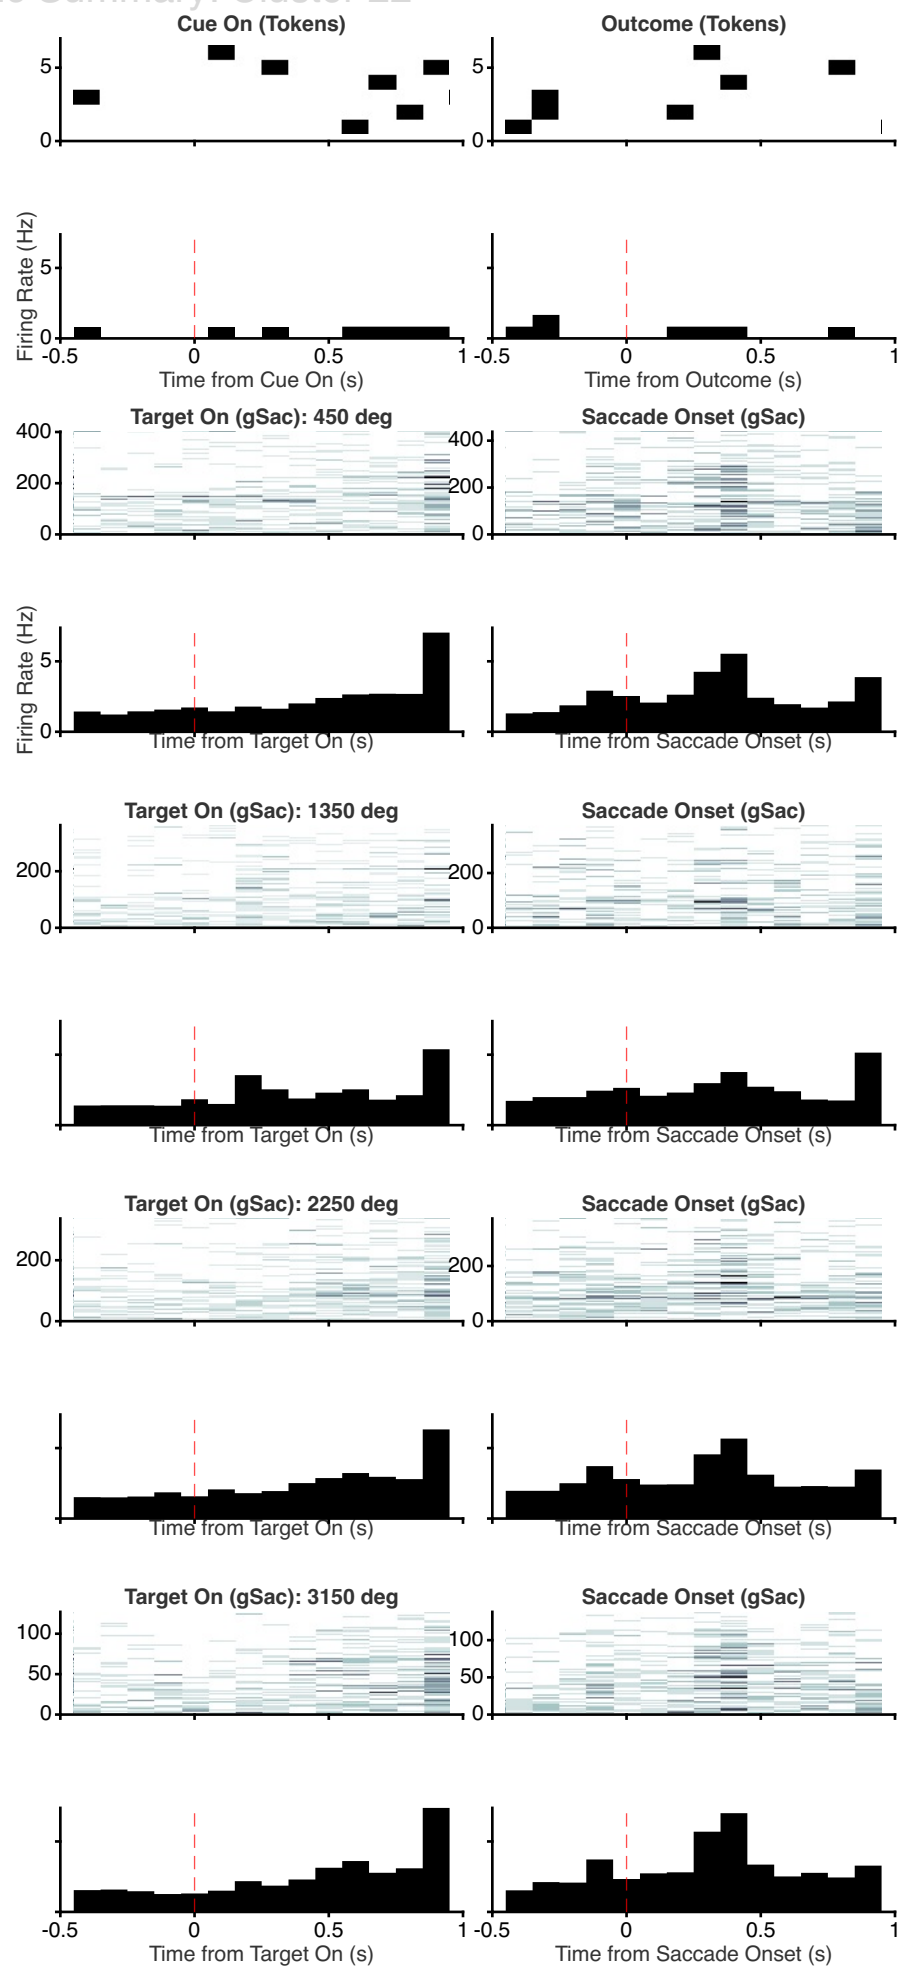 Summary: Cluster 22
Cue On (Tokens) Outcome (Tokens)
5 5
0 0
Firing Rate (Hz)
5 5
0 0
-0.5 0 0.5 1 -0.5 0 0.5 1
Time from Cue On (s) Time from Outcome (s)
Target On (gSac): 450 deg Saccade Onset (gSac)
400 400
200 200
0 0
Firing Rate (Hz)
5
0
Time from Target On (s) Time from Saccade Onset (s)
Target On (gSac): 1350 deg Saccade Onset (gSac)
200 200
0 0
Time from Target On (s) Time from Saccade Onset (s)
Target On (gSac): 2250 deg Saccade Onset (gSac)
200 200
0 0
Time from Target On (s) Time from Saccade Onset (s)
Target On (gSac): 3150 deg Saccade Onset (gSac)
100 100
50 50
0 0
-0.5 0 0.5 1 -0.5 0 0.5 1
Time from Target On (s) Time from Saccade Onset (s)